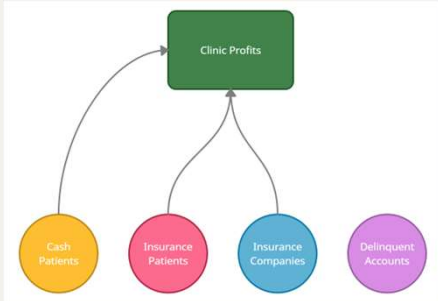 Clinic Profits
Cash
Patients
Insurance
Patients
Insurance
Companies
Delinquent
Accounts